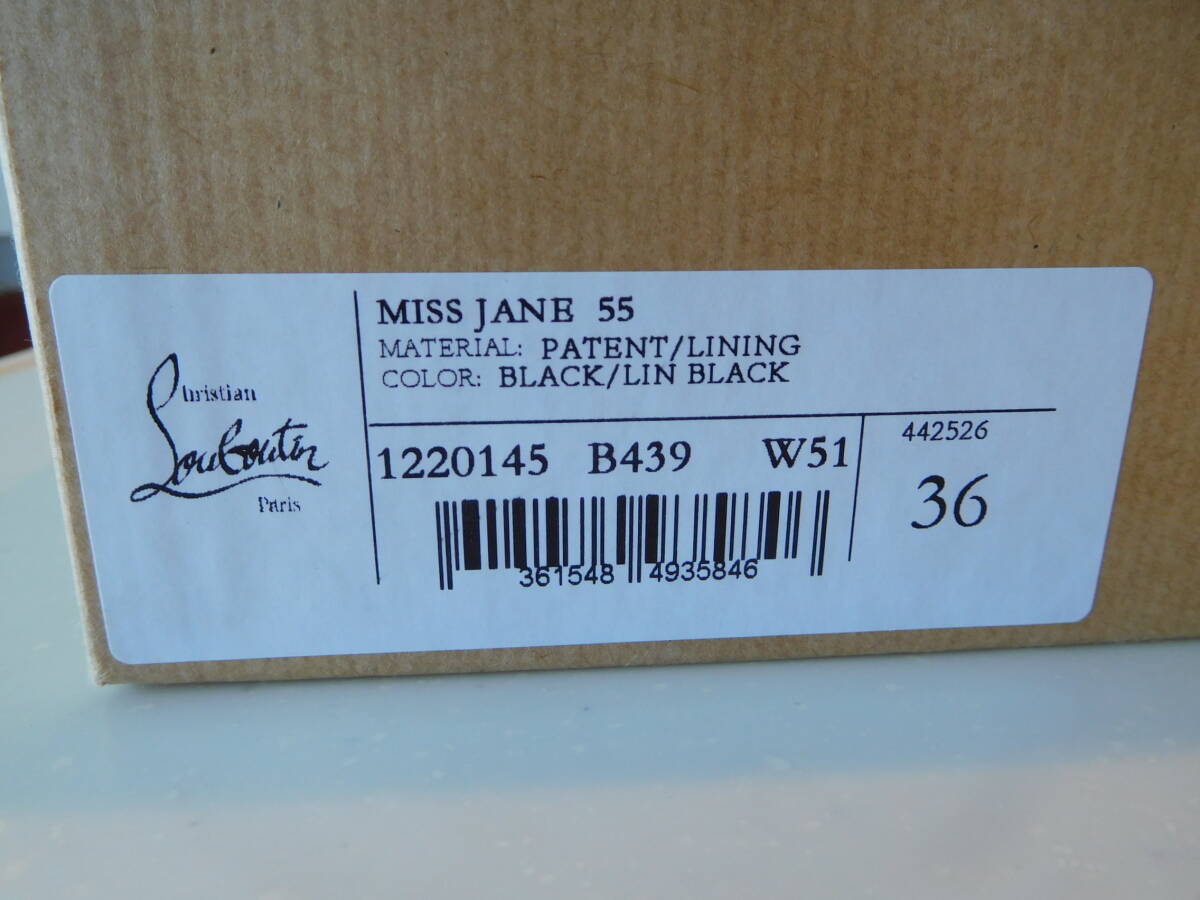 Christian
Louboutin
Paris
MISS JANE 55
MATERIAL: PATENT/LINING
COLOR: BLACK/LIN BLACK
1220145 B439 W51
361548 4935846
442526
36